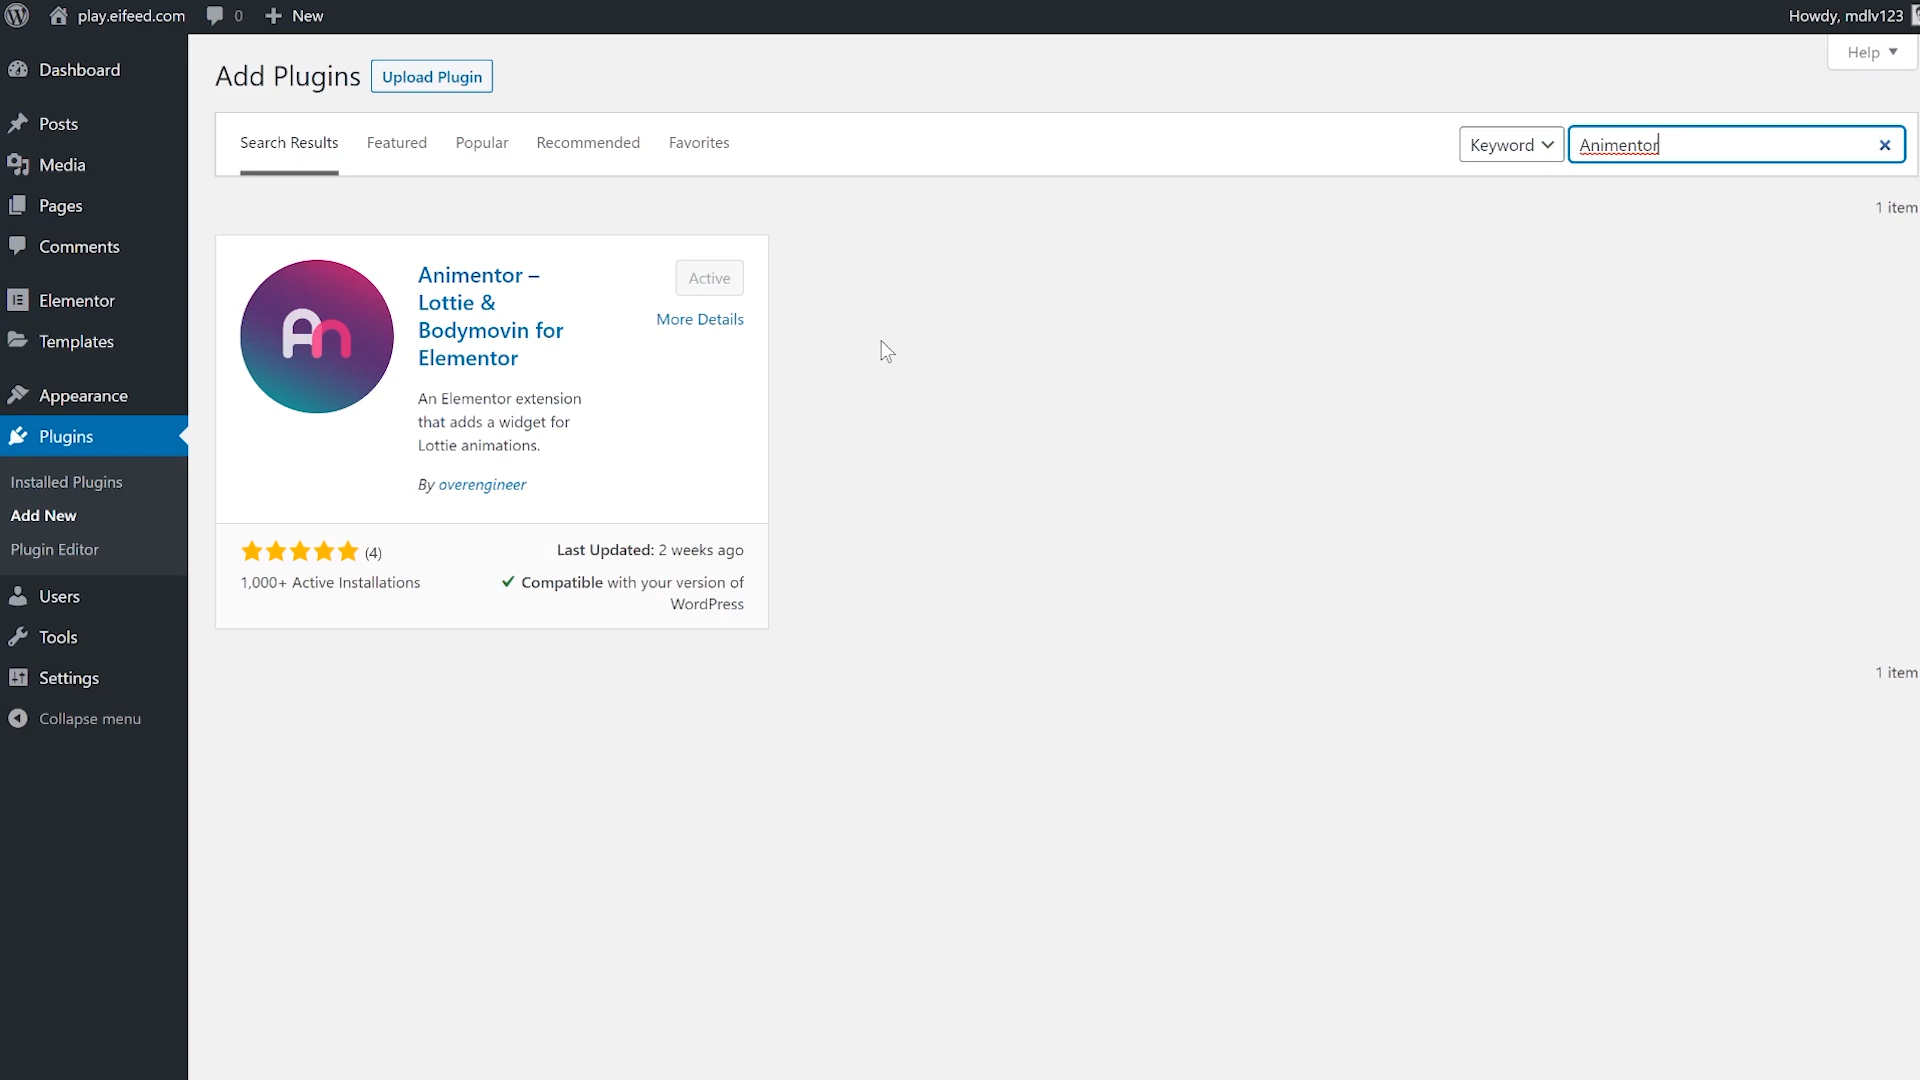 play.eifeed.com 0 New Howdy, mdlv123
Help
Dashboard
Posts
Media
Pages
Comments
Elementor
Templates
Appearance
Plugins
Installed Plugins
Add New
Plugin Editor
Users
Tools
Settings
Collapse menu
Add Plugins Upload Plugin
Search Results Featured Popular Recommended Favorites Keyword Animentor
1 item
An
Animentor –
Lottie &
Bodymovin for
Elementor
Active
More Details
An Elementor extension
that adds a widget for
Lottie animations.
By overengineer
(4)
1,000+ Active Installations
Last Updated: 2 weeks ago
Compatible with your version of
WordPress
1 item